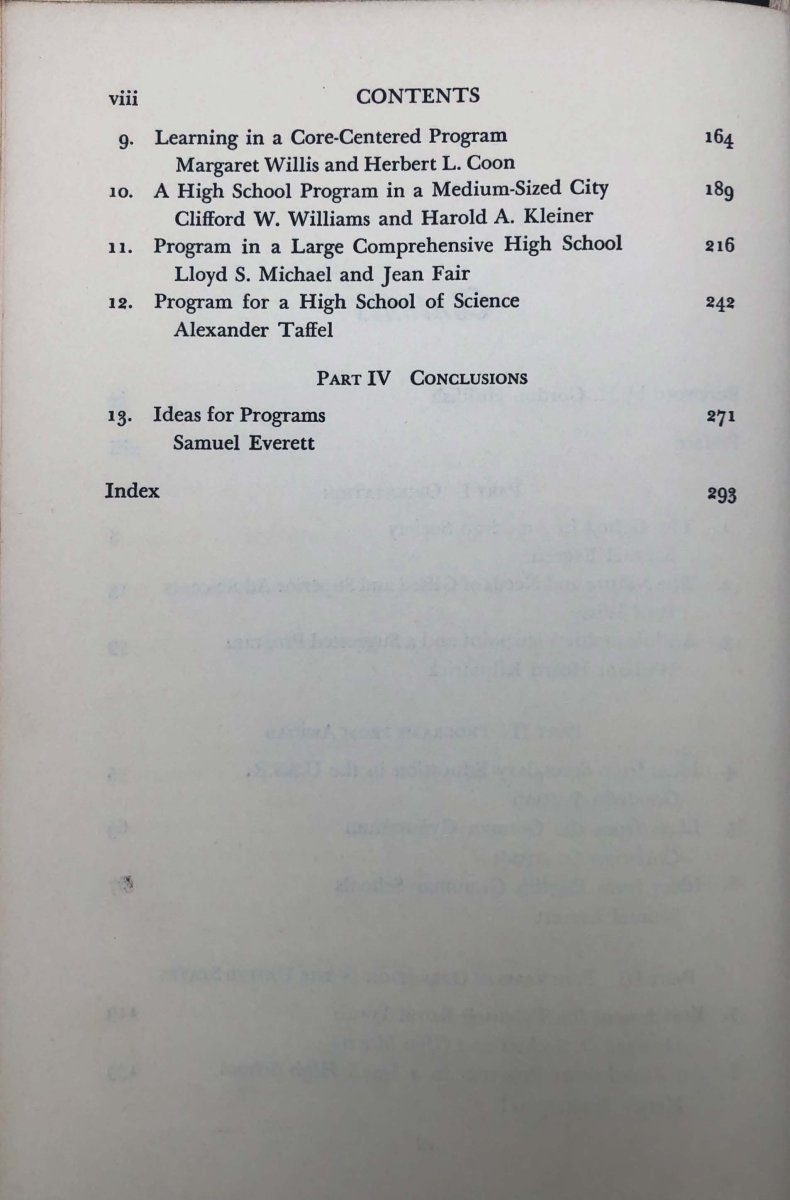 viii CONTENTS
9. Learning in a Core-Centered Program 164
Margaret Willis and Herbert L. Coon
10. A High School Program in a Medium-Sized City 189
Clifford W. Williams and Harold A. Kleiner
11. Program in a Large Comprehensive High School 216
Lloyd S. Michael and Jean Fair
12. Program for a High School of Science 242
Alexander Taffel
PART IV CONCLUSIONS
13. Ideas for Programs 271
Samuel Everett
Index 293